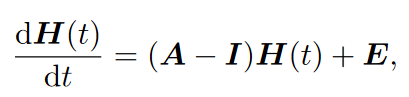 d𝑯(t)/dt = (𝑨 − 𝑰)𝑯(t) + 𝑬,